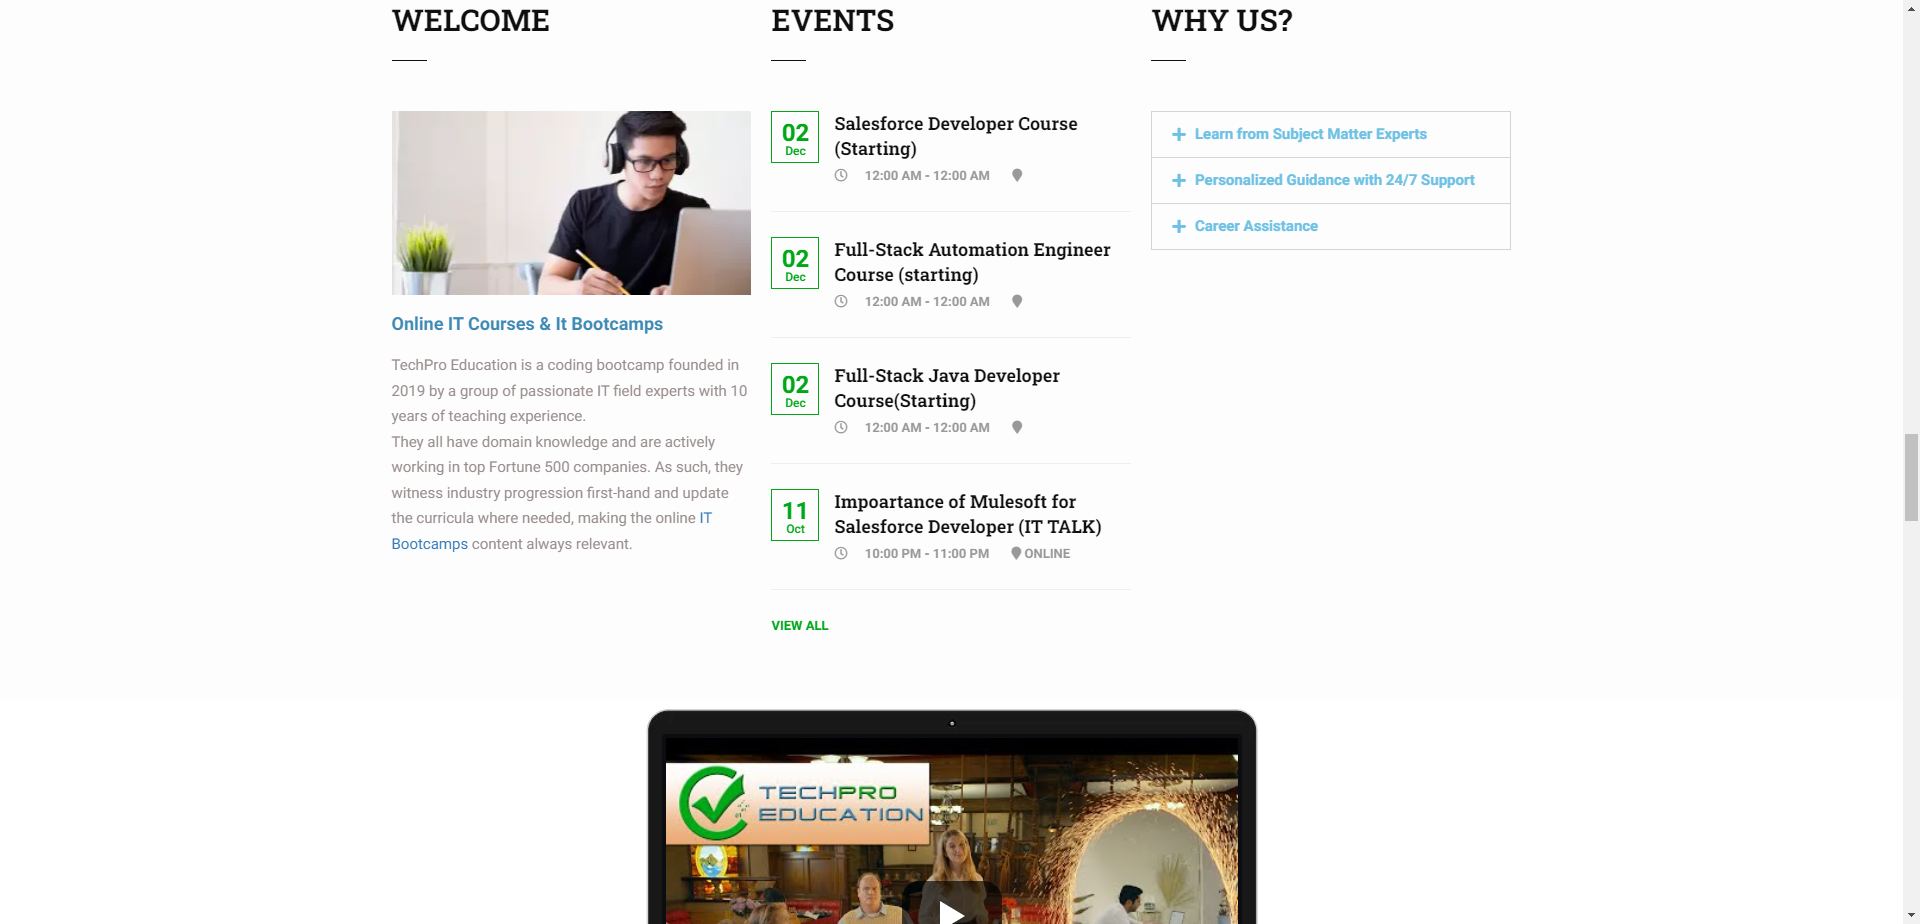 WELCOME
Online IT Courses & It Bootcamps
TechPro Education is a coding bootcamp founded in
2019 by a group of passionate IT field experts with 10
years of teaching experience.
They all have domain knowledge and are actively
working in top Fortune 500 companies. As such, they
witness industry progression first-hand and update
the curricula where needed, making the online IT
Bootcamps content always relevant.
EVENTS
02
Dec
Salesforce Developer Course
(Starting)
12:00 AM - 12:00 AM
02
Dec
Full-Stack Automation Engineer
Course (starting)
12:00 AM - 12:00 AM
02
Dec
Full-Stack Java Developer
Course(Starting)
12:00 AM - 12:00 AM
11
Oct
Impoartance of Mulesoft for
Salesforce Developer (IT TALK)
10:00 PM - 11:00 PM ONLINE
VIEW ALL
WHY US?
Learn from Subject Matter Experts
Personalized Guidance with 24/7 Support
Career Assistance
TECHPRO
EDUCATION